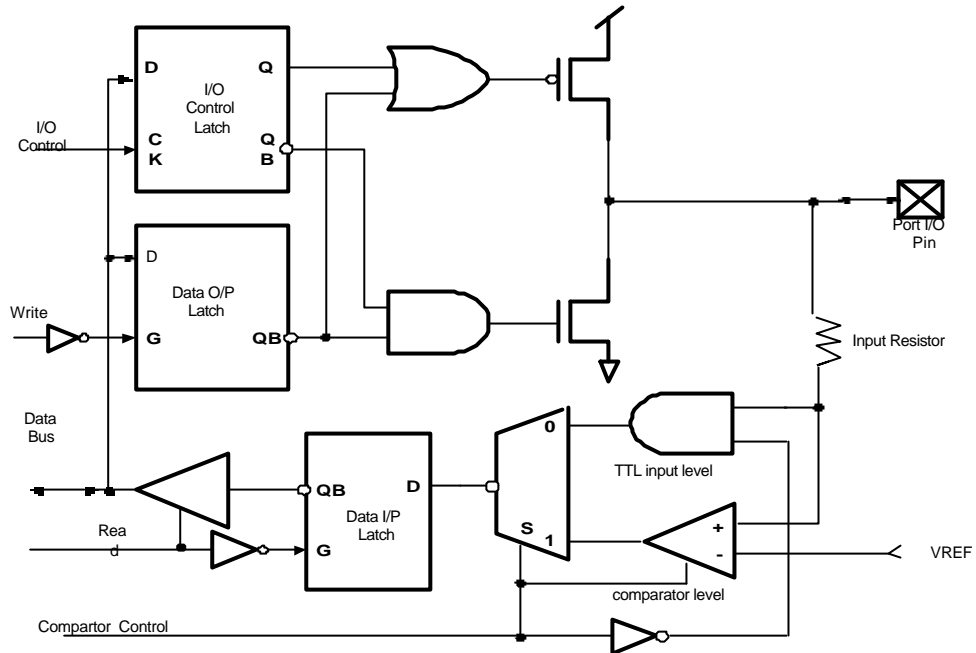 D
Q
I/O
Control
Latch
I/O
Control
C
K
Q
B
Port I/O
Pin
D
Data O/P
Latch
Write
G
QB
Input Resistor
Data
Bus
0
TTL input level
QB
D
Data I/P
Latch
S
1
+
-
Rea
d
G
VREF
comparator level
Compartor Control